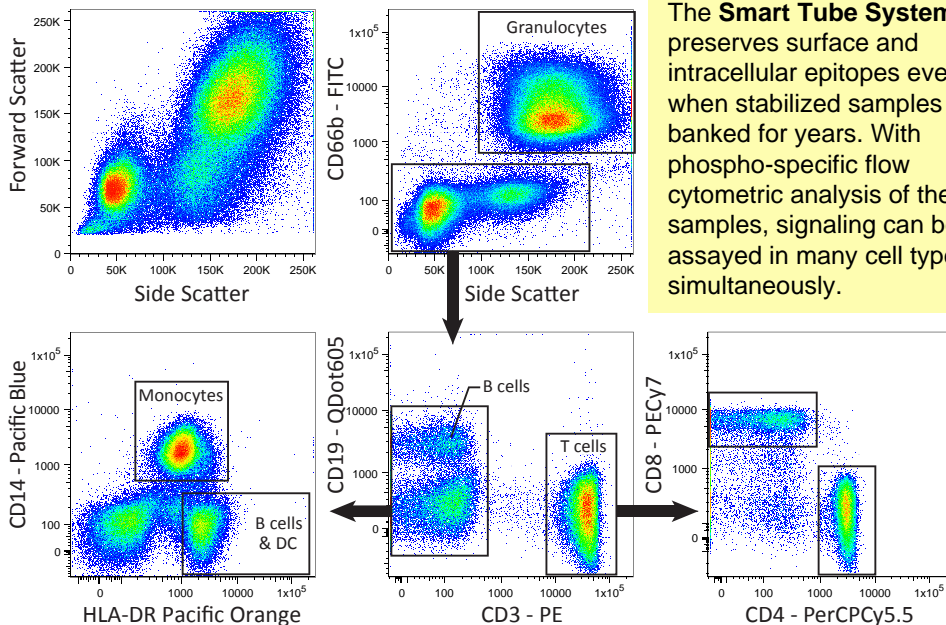 Forward Scatter
250K
200K
150K
100K
50K
0
0 50K 100K 150K 200K 250K
Side Scatter
CD66b - FITC
1x10^5
10000
1000
100
0
Granulocytes
0 50K 100K 150K 200K 250K
Side Scatter
The Smart Tube System
preserves surface and
intracellular epitopes eve
when stabilized samples
banked for years. With
phospho-specific flow
cytometric analysis of the
samples, signaling can b
assayed in many cell type
simultaneously.
CD14 - Pacific Blue
1x10^5
10000
1000
100
0
Monocytes
B cells
& DC
0 1000 10000 1x10^5
HLA-DR Pacific Orange
CD19 - QDot605
1x10^5
10000
1000
100
0
B cells
T cells
0 100 1000 10000 1x10^5
CD3 - PE
CD8 - PECy7
1x10^5
10000
1000
0
0 100 1000 10000 1x10^5
CD4 - PerCPCy5.5